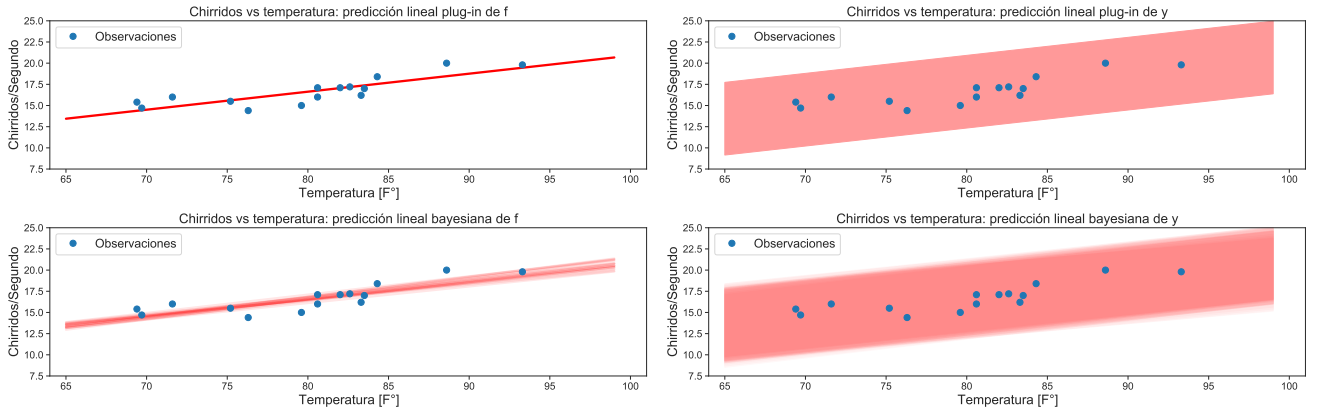 Chirridos vs temperatura: predicción lineal plug-in de f
25.0
22.5
20.0
17.5
15.0
12.5
10.0
7.5
Chirridos/Segundo
Observaciones
65 70 75 80 85 90 95 100
Temperatura [F°]
Chirridos vs temperatura: predicción lineal plug-in de y
25.0
22.5
20.0
17.5
15.0
12.5
10.0
7.5
Chirridos/Segundo
Observaciones
65 70 75 80 85 90 95 100
Temperatura [F°]
Chirridos vs temperatura: predicción lineal bayesiana de f
25.0
22.5
20.0
17.5
15.0
12.5
10.0
7.5
Chirridos/Segundo
Observaciones
65 70 75 80 85 90 95 100
Temperatura [F°]
Chirridos vs temperatura: predicción lineal bayesiana de y
25.0
22.5
20.0
17.5
15.0
12.5
10.0
7.5
Chirridos/Segundo
Observaciones
65 70 75 80 85 90 95 100
Temperatura [F°]